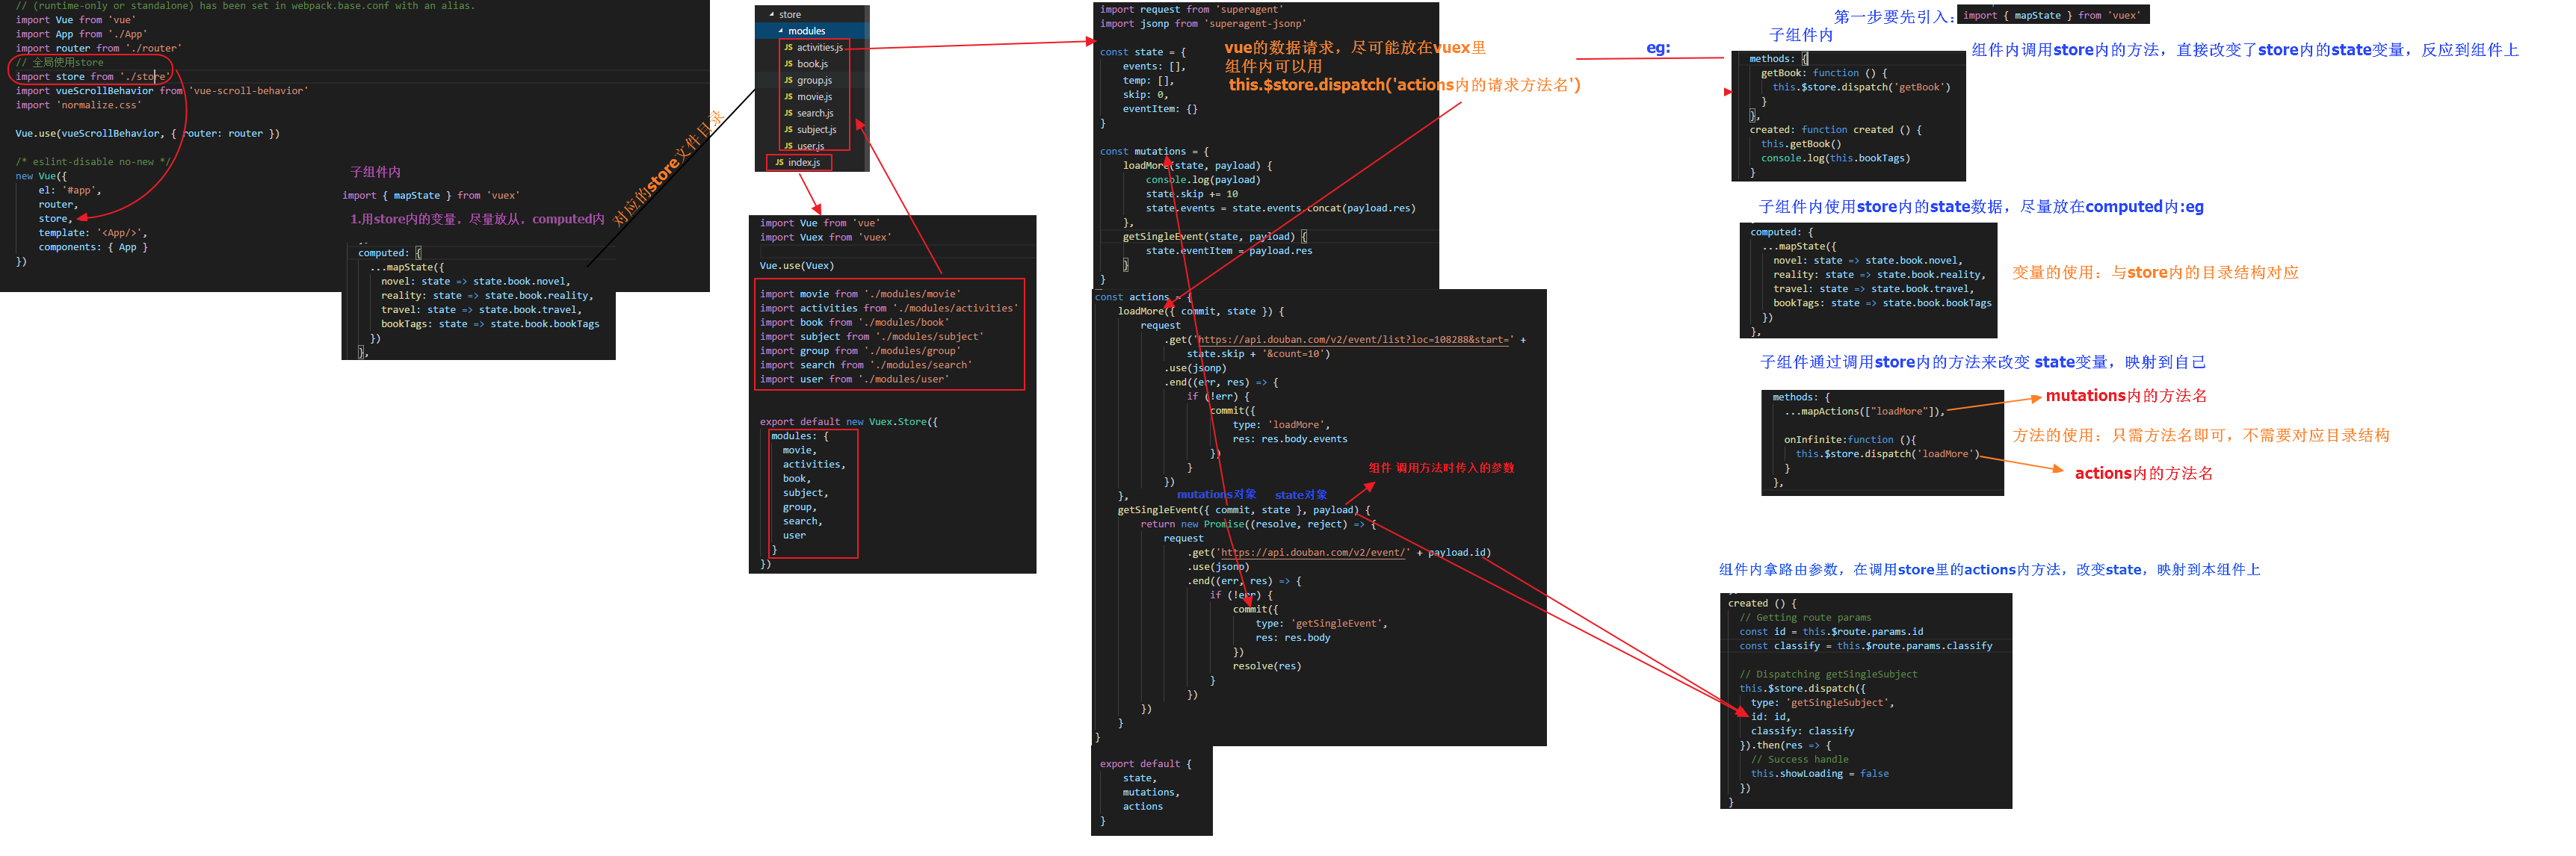 // (runtime-only or standalone) has been set in webpack.base.conf with an alias.
import Vue from 'vue'
import App from './App'
import router from './router'
// 全局使用store
import store from './store'
import vueScrollBehavior from 'vue-scroll-behavior'
import 'normalize.css'
Vue.use(vueScrollBehavior, { router: router })
/* eslint-disable no-new */
new Vue({
el: '#app',
router,
store,
template: '<App/>',
components: { App }
})
子组件内
import { mapState } from 'vuex'
1.用store内的变量，尽量放从，computed内
computed: {
...mapState({
novel: state => state.book.novel,
reality: state => state.book.reality,
travel: state => state.book.travel,
bookTags: state => state.book.bookTags
})
},
对应的store文件目录
store
modules
JS activities.js
JS book.js
JS group.js
JS movie.js
JS search.js
JS subject.js
JS user.js
JS index.js
import Vue from 'vue'
import Vuex from 'vuex'
Vue.use(Vuex)
import movie from './modules/movie'
import activities from './modules/activities'
import book from './modules/book'
import subject from './modules/subject'
import group from './modules/group'
import search from './modules/search'
import user from './modules/user'
export default new Vuex.Store({
modules: {
movie,
activities,
book,
subject,
group,
search,
user
}
})
import request from 'superagent'
import jsonp from 'superagent-jsonp'
const state = {
events: [],
temp: [],
skip: 0,
eventItem: {}
}
vue的数据请求，尽可能放在vuex里
组件内可以用
this.$store.dispatch('actions内的请求方法名')
const mutations = {
loadMore(state, payload) {
console.log(payload)
state.skip += 10
state.events = state.events.concat(payload.res)
},
getSingleEvent(state, payload) {
state.eventItem = payload.res
}
}
const actions = {
loadMore({ commit, state }) {
request
.get('https://api.douban.com/v2/event/list?loc=108288&start=' +
state.skip + '&count=10')
.use(jsonp)
.end((err, res) => {
if (!err) {
commit({
type: 'loadMore',
res: res.body.events
})
}
})
},
组件 调用方法时传入的参数
mutations对象 state对象
getSingleEvent({ commit, state }, payload) {
return new Promise((resolve, reject) => {
request
.get('https://api.douban.com/v2/event/' + payload.id)
.use(jsonp)
.end((err, res) => {
if (!err) {
commit({
type: 'getSingleEvent',
res: res.body
})
resolve(res)
}
})
})
}
}
export default {
state,
mutations,
actions
}
第一步要先引入：
import { mapState } from 'vuex'
eg:
子组件内
组件内调用store内的方法，直接改变了store内的state变量，反应到组件上
methods: {
getBook: function () {
this.$store.dispatch('getBook')
}
},
created: function created () {
this.getBook()
console.log(this.bookTags)
}
子组件内使用store内的state数据，尽量放在computed内:eg
computed: {
...mapState({
novel: state => state.book.novel,
reality: state => state.book.reality,
travel: state => state.book.travel,
bookTags: state => state.book.bookTags
})
},
变量的使用：与store内的目录结构对应
子组件通过调用store内的方法来改变 state变量，映射到自己
methods: {
...mapActions(["loadMore"]),
onInfinite:function (){
this.$store.dispatch('loadMore')
}
},
mutations内的方法名
方法的使用：只需方法名即可，不需要对应目录结构
actions内的方法名
组件内拿路由参数，在调用store里的actions内方法，改变state，映射到本组件上
created () {
// Getting route params
const id = this.$route.params.id
const classify = this.$route.params.classify
// Dispatching getSingleSubject
this.$store.dispatch({
type: 'getSingleSubject',
id: id,
classify: classify
}).then(res => {
// Success handle
this.showLoading = false
})
}